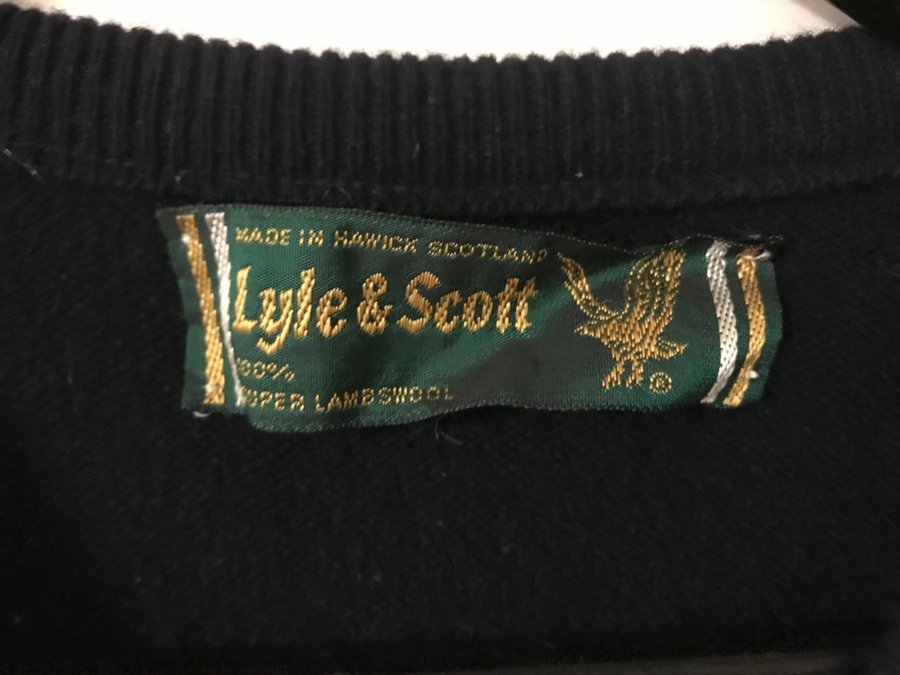 MADE IN HAWICK SCOTLAND
Lyle & Scott
®
100%
SUPER LAMBSWOOL